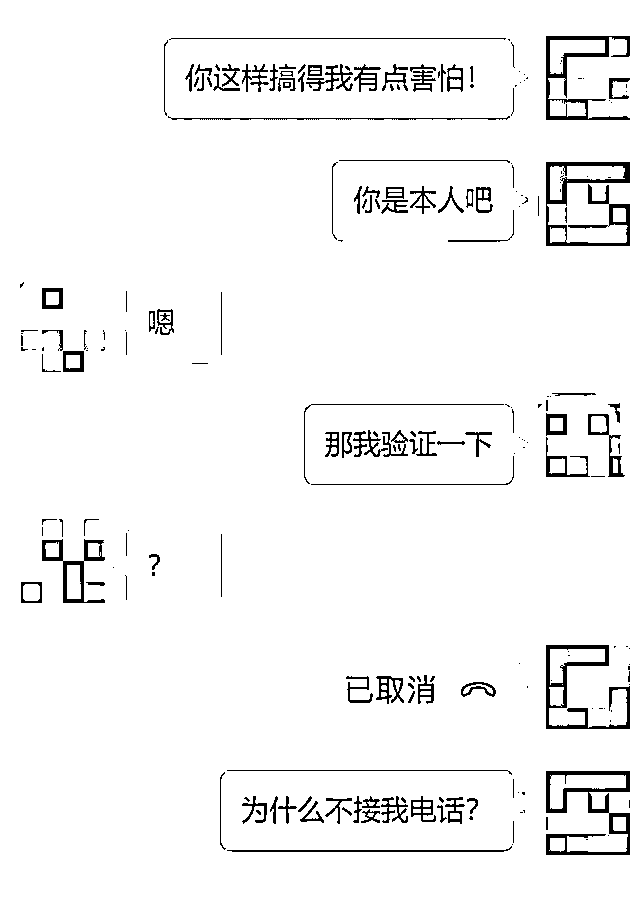 你这样搞得我有点害怕!
你是本人吧
嗯
那我验证一下
?
已取消
为什么不接我电话?